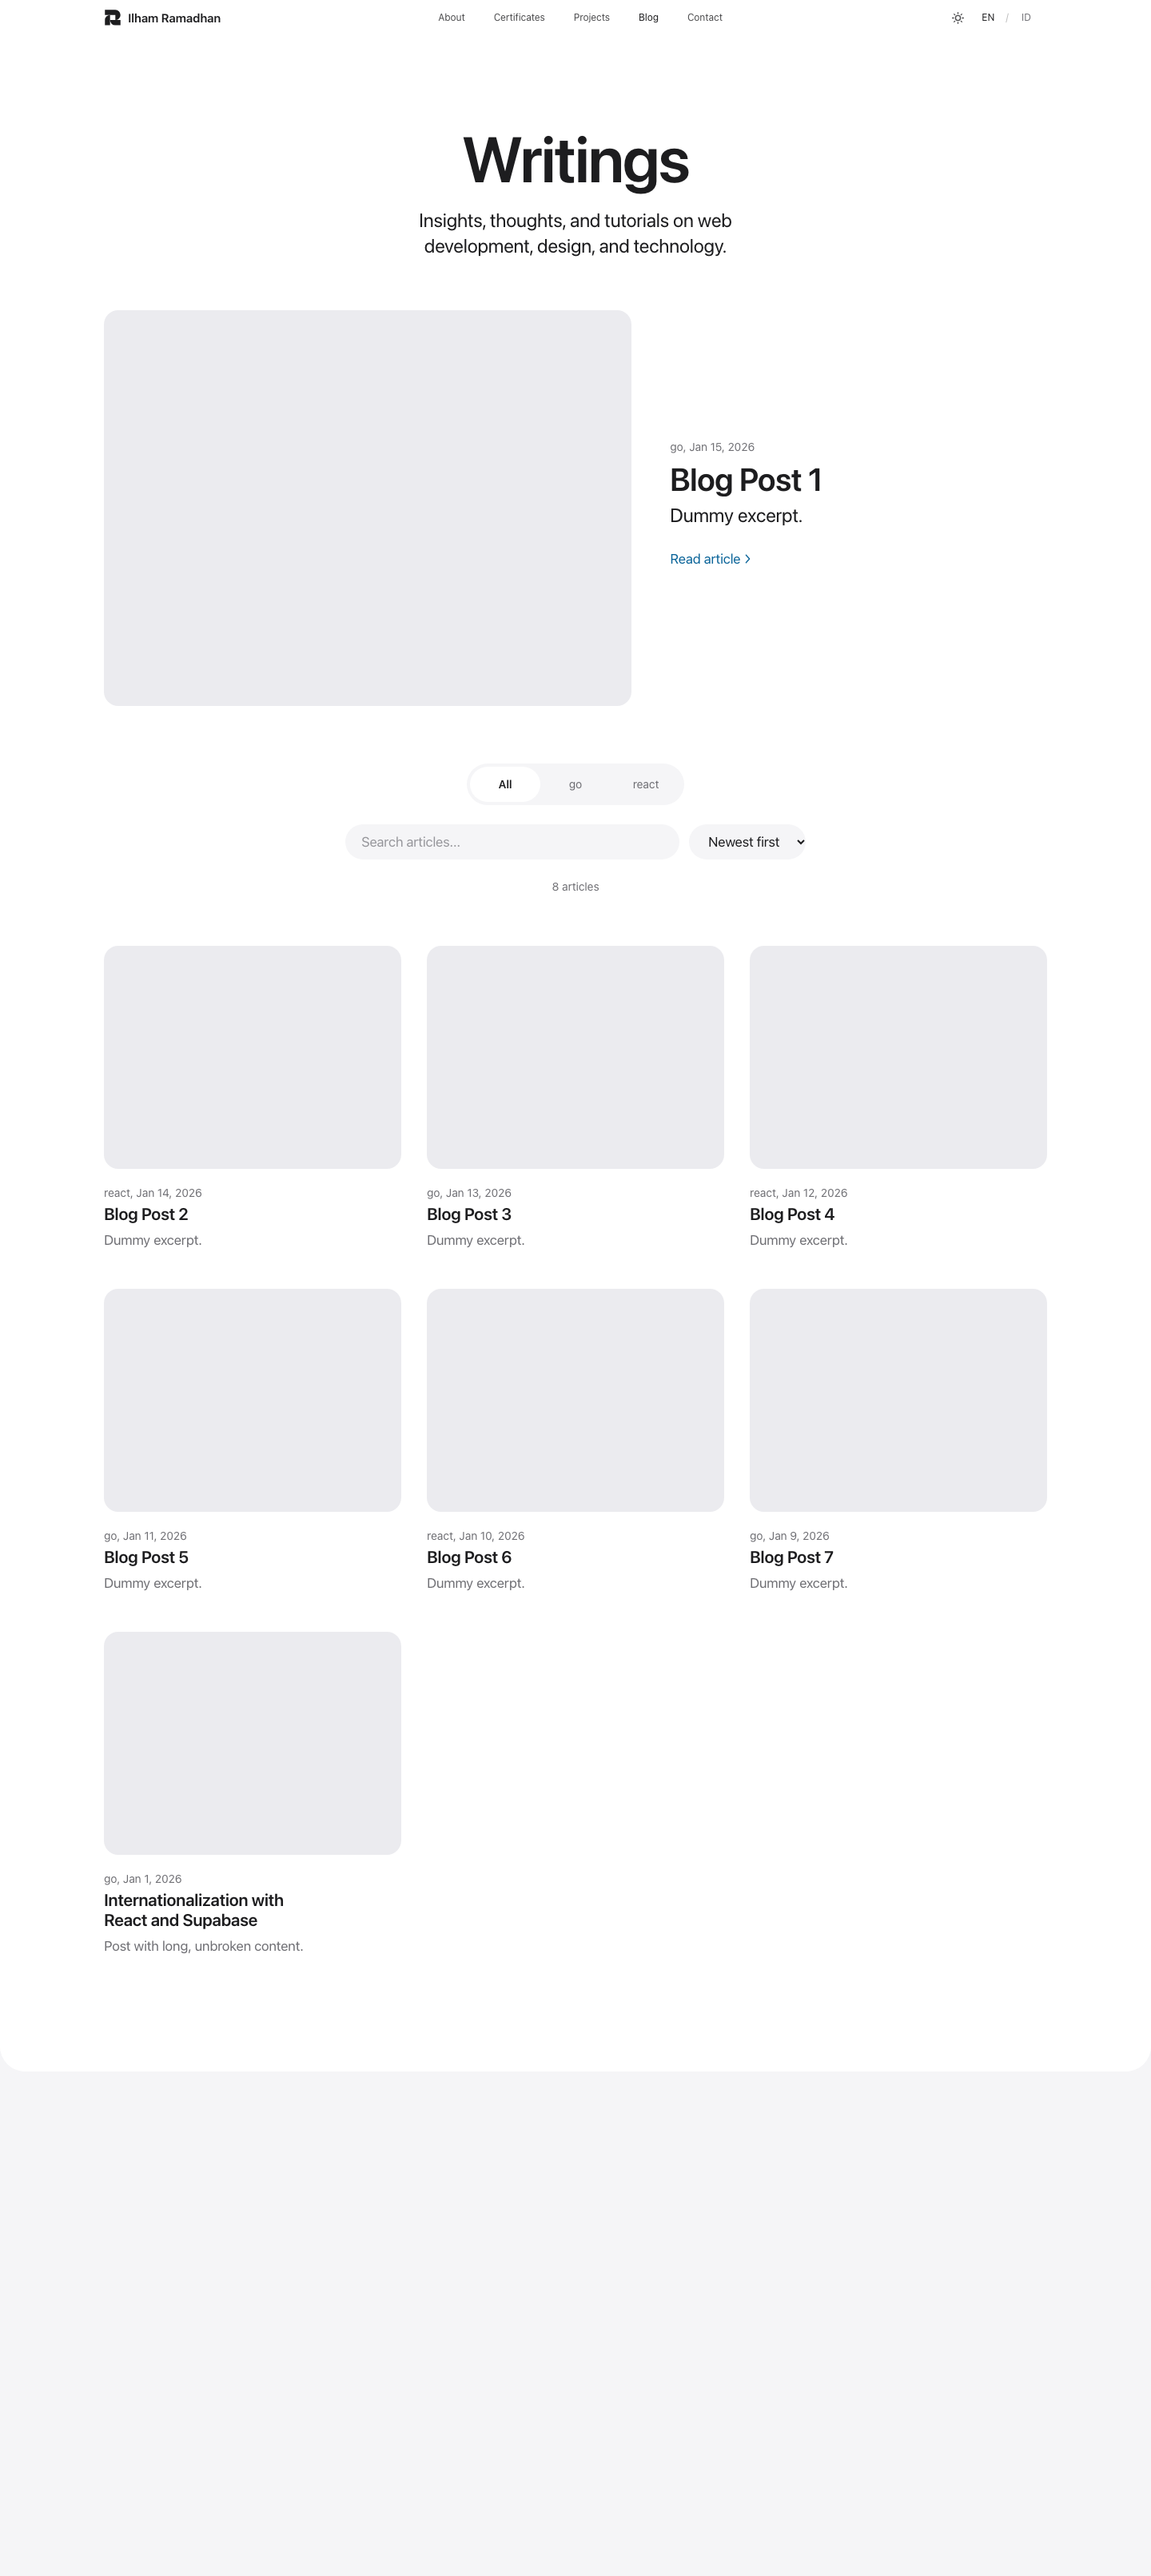 Ilham Ramadhan
About Certificates Projects Blog Contact
EN / ID
Writings
Insights, thoughts, and tutorials on web
development, design, and technology.
go, Jan 15, 2026
Blog Post 1
Dummy excerpt.
Read article
All go react
Search articles...
Newest first
8 articles
react, Jan 14, 2026
Blog Post 2
Dummy excerpt.
go, Jan 13, 2026
Blog Post 3
Dummy excerpt.
react, Jan 12, 2026
Blog Post 4
Dummy excerpt.
go, Jan 11, 2026
Blog Post 5
Dummy excerpt.
react, Jan 10, 2026
Blog Post 6
Dummy excerpt.
go, Jan 9, 2026
Blog Post 7
Dummy excerpt.
go, Jan 1, 2026
Internationalization with
React and Supabase
Post with long, unbroken content.